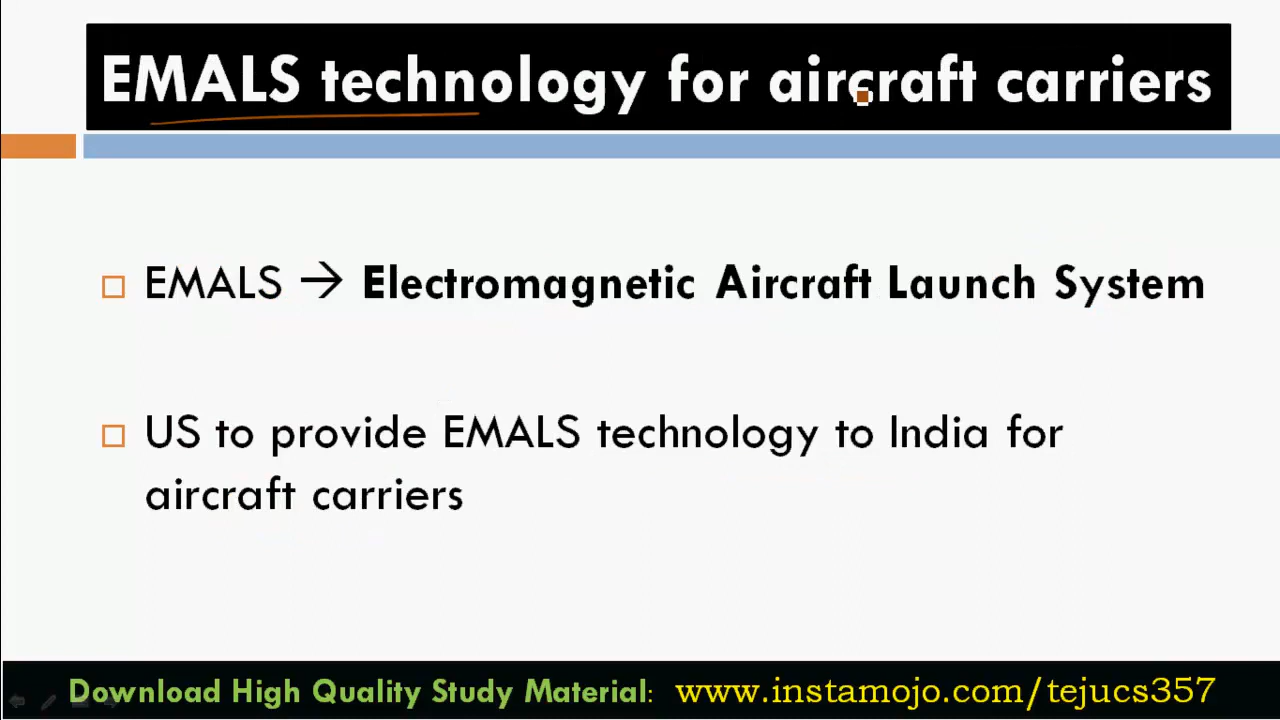 EMALS technology for aircraft carriers
EMALS → Electromagnetic Aircraft Launch System
US to provide EMALS technology to India for
aircraft carriers
Download High Quality Study Material: www.instamojo.com/tejucs357